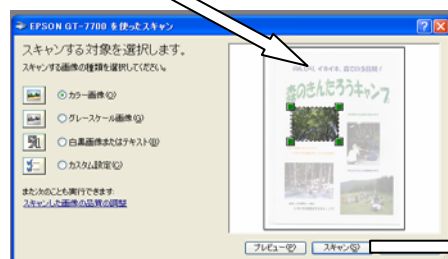 EPSON GT-7700 を使ったスキャン
スキャンする対象を選択します。
スキャンする画像の種類を選択してください。
カラー画像(O)
グレースケール画像(G)
白黒画像またはテキスト(B)
カスタム設定(C)
また次のことも実行できます:
スキャンした画像の品質の調整
森のきんたろうキャンプ
プレビュー(P)
スキャン(S)